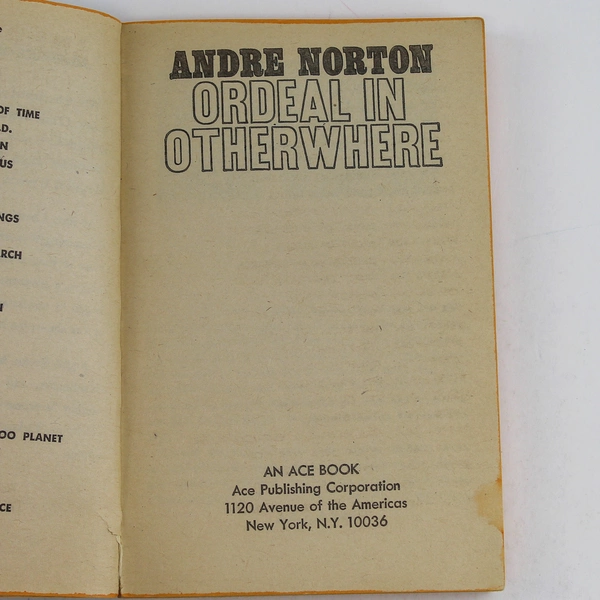 OF TIME
.D.
N
US
NGS
RCH
OO PLANET
CE
ANDRE NORTON
ORDEAL IN
OTHERWHERE
AN ACE BOOK
Ace Publishing Corporation
1120 Avenue of the Americas
New York, N.Y. 10036